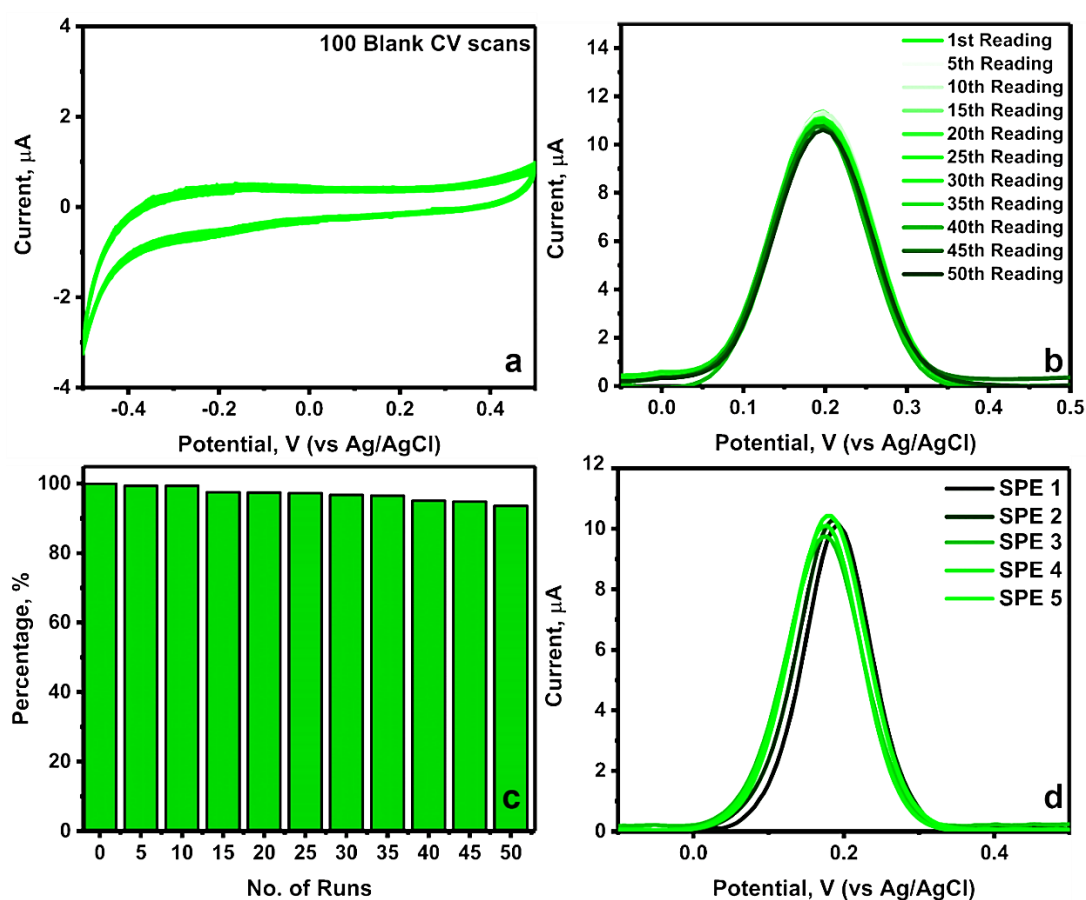 100 Blank CV scans
4
2
0
-2
-4
Current, μA
-0.4
-0.2
0.0
0.2
0.4
Potential, V (vs Ag/AgCl)
a
1st Reading
5th Reading
10th Reading
15th Reading
20th Reading
25th Reading
30th Reading
35th Reading
40th Reading
45th Reading
50th Reading
14
12
10
8
6
4
2
0
Current, μA
0.0
0.1
0.2
0.3
0.4
0.5
Potential, V (vs Ag/AgCl)
b
100
80
60
40
20
0
Percentage, %
0
5
10
15
20
25
30
35
40
45
50
No. of Runs
c
SPE 1
SPE 2
SPE 3
SPE 4
SPE 5
12
10
8
6
4
2
0
Current, μA
0.0
0.2
0.4
Potential, V (vs Ag/AgCl)
d